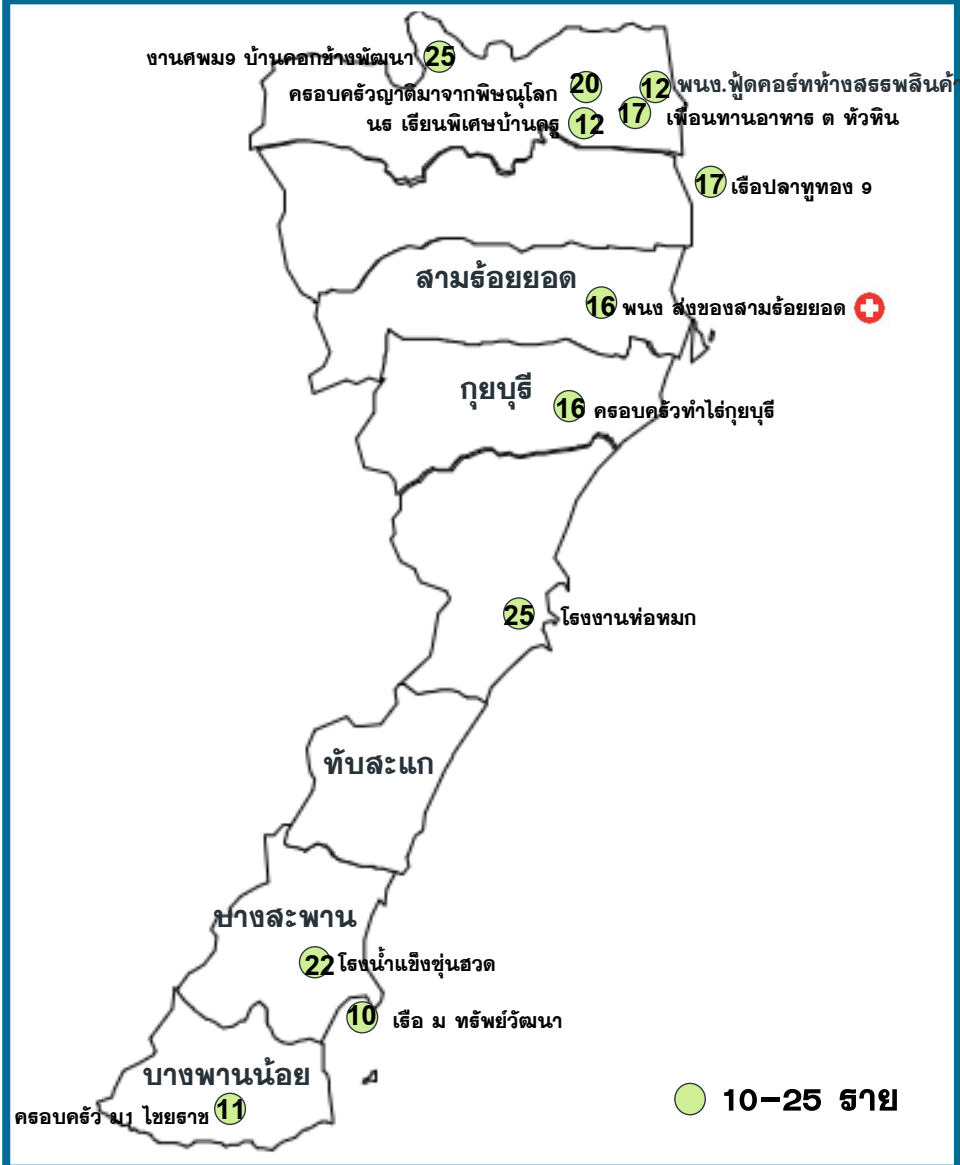 งานศพม9 บ้านคอกช้างพัฒนา 25
ครอบครัวญาติมาจากพิษณุโลก 20
12 พนง.ฟู้ดคอร์ทห้างสรรพสินค้า
นร เรียนพิเศษบ้านครู 12
17 เพื่อนทานอาหาร ต หัวหิน
17 เรือปลาทูทอง 9
สามร้อยยอด
16 พนง ส่งของสามร้อยยอด
กุยบุรี
16 ครอบครัวทำไร่กุยบุรี
25 โรงงานห่อหมก
ทับสะแก
บางสะพาน
22 โรงน้ำแข็งซุ่นฮวด
10 เรือ ม ทรัพย์วัฒนา
บางพานน้อย
ครอบครัว ม1 ไชยราช 11
10-25 ราย